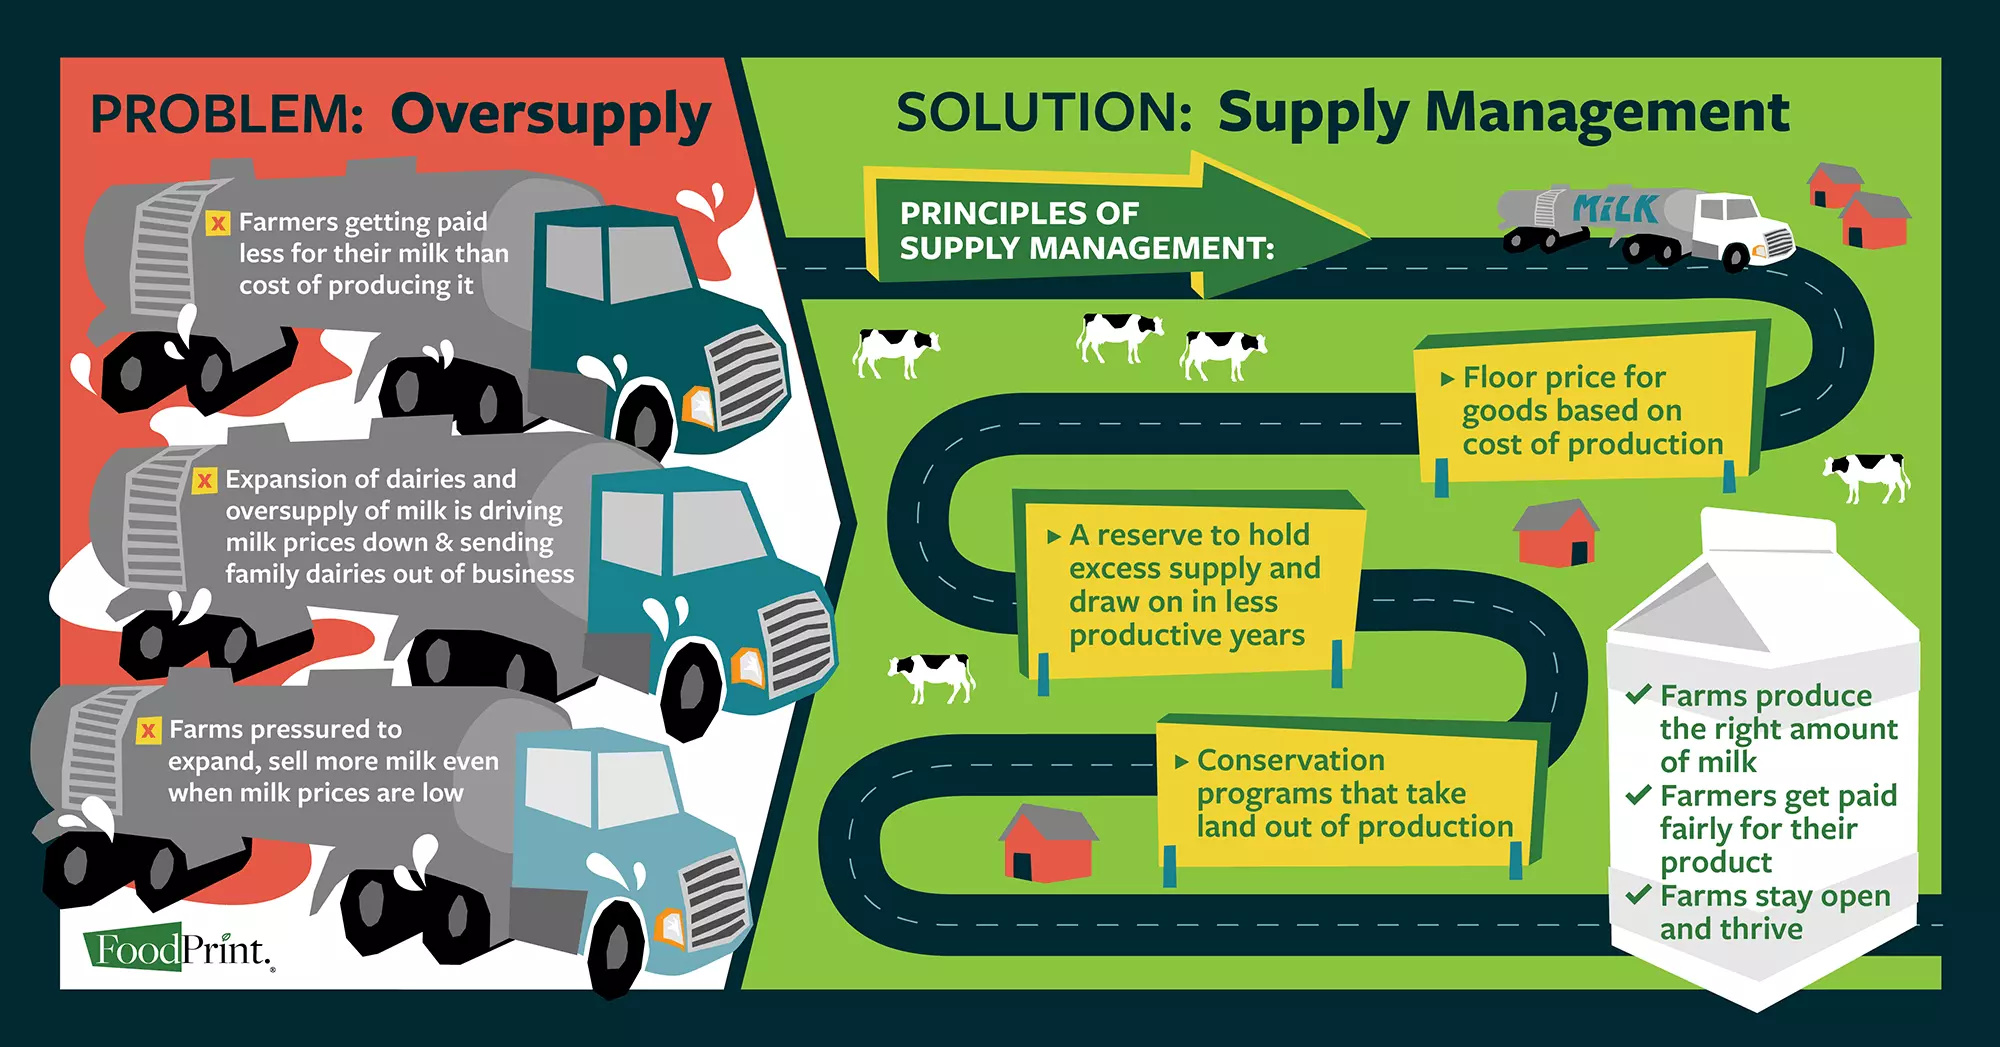 PROBLEM: Oversupply
x Farmers getting paid
less for their milk than
cost of producing it
x Expansion of dairies and
oversupply of milk is driving
milk prices down & sending
family dairies out of business
x Farms pressured to
expand, sell more milk even
when milk prices are low
FoodPrint.®
SOLUTION: Supply Management
PRINCIPLES OF
SUPPLY MANAGEMENT:
MiLK
▸ Floor price for
goods based on
cost of production
▸ A reserve to hold
excess supply and
draw on in less
productive years
▸ Conservation
programs that take
land out of production
✓ Farms produce
the right amount
of milk
✓ Farmers get paid
fairly for their
product
✓ Farms stay open
and thrive